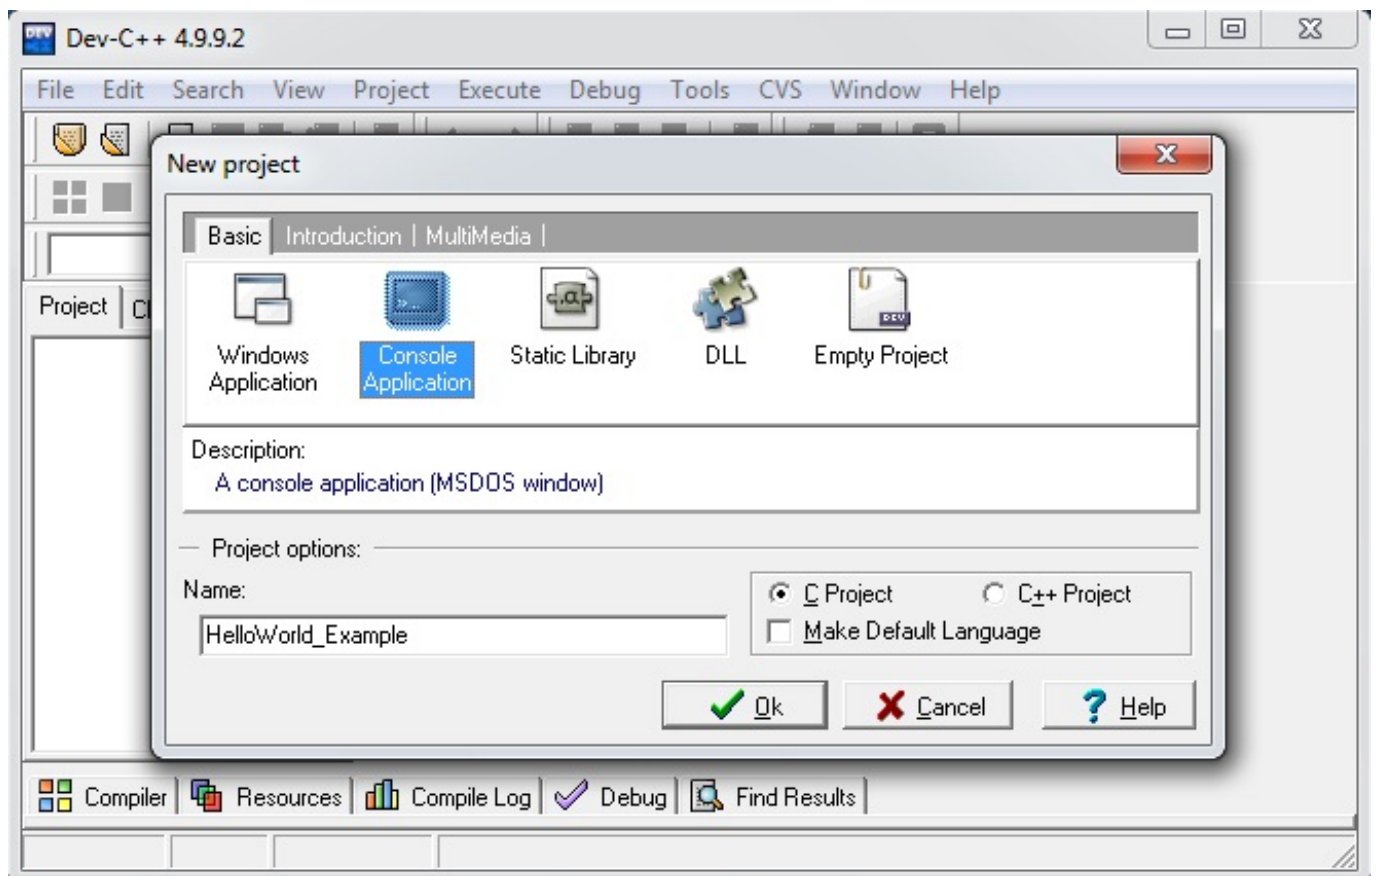 DEV
Dev-C++ 4.9.9.2
File Edit Search View Project Execute Debug Tools CVS Window Help
New project
Basic Introduction MultiMedia
Project
Windows Application
Console Application
Static Library
DLL
DEV
Empty Project
Description:
A console application (MSDOS window)
Project options:
Name:
HelloWorld_Example
C Project C++ Project
Make Default Language
Ok Cancel Help
Compiler Resources Compile Log Debug Find Results